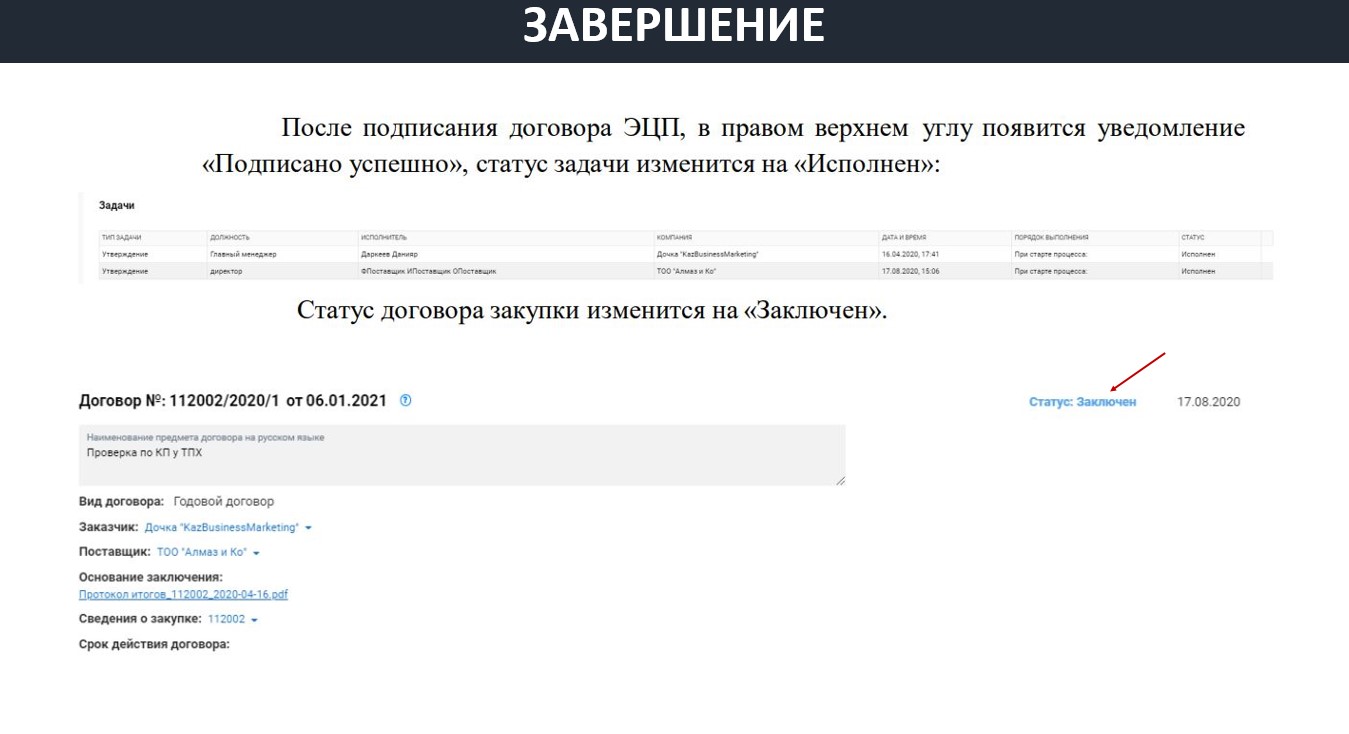 ЗАВЕРШЕНИЕ
После подписания договора ЭЦП, в правом верхнем углу появится уведомление
«Подписано успешно», статус задачи изменится на «Исполнен»:
Задачи
ТИП ЗАДАЧИ ДОЛЖНОСТЬ ИСПОЛНИТЕЛЬ КОМПАНИЯ ДАТА И ВРЕМЯ ПОРЯДОК ВЫПОЛНЕНИЯ СТАТУС
Утверждение Главный менеджер Даркеев Данияр Дочка "KazBusinessMarketing" 16.04.2020, 17:41 При старте процесса: Исполнен
Утверждение директор ФПоставщик ИПоставщик ОПоставщик ТОО "Алмаз и Ко" 17.08.2020, 15:06 При старте процесса: Исполнен
Статус договора закупки изменится на «Заключен».
Договор №: 112002/2020/1 от 06.01.2021 ? Статус: Заключен 17.08.2020
Наименование предмета договора на русском языке
Проверка по КП у ТПХ
Вид договора: Годовой договор
Заказчик: Дочка "KazBusinessMarketing"
Поставщик: ТОО "Алмаз и Ко"
Основание заключения:
Протокол итогов_112002_2020-04-16.pdf
Сведения о закупке: 112002
Срок действия договора: